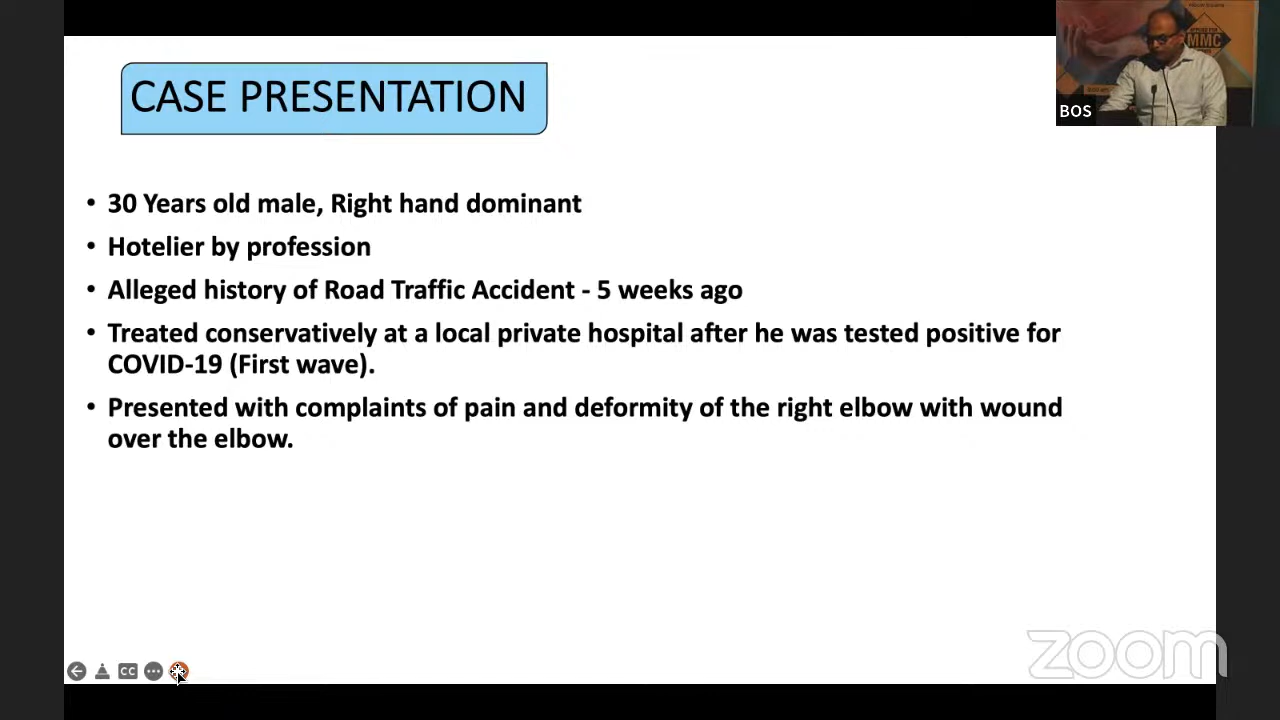 CASE PRESENTATION
MMC
BOS
• 30 Years old male, Right hand dominant
• Hotelier by profession
• Alleged history of Road Traffic Accident - 5 weeks ago
• Treated conservatively at a local private hospital after he was tested positive for
COVID-19 (First wave).
• Presented with complaints of pain and deformity of the right elbow with wound
over the elbow.
CC
zoom